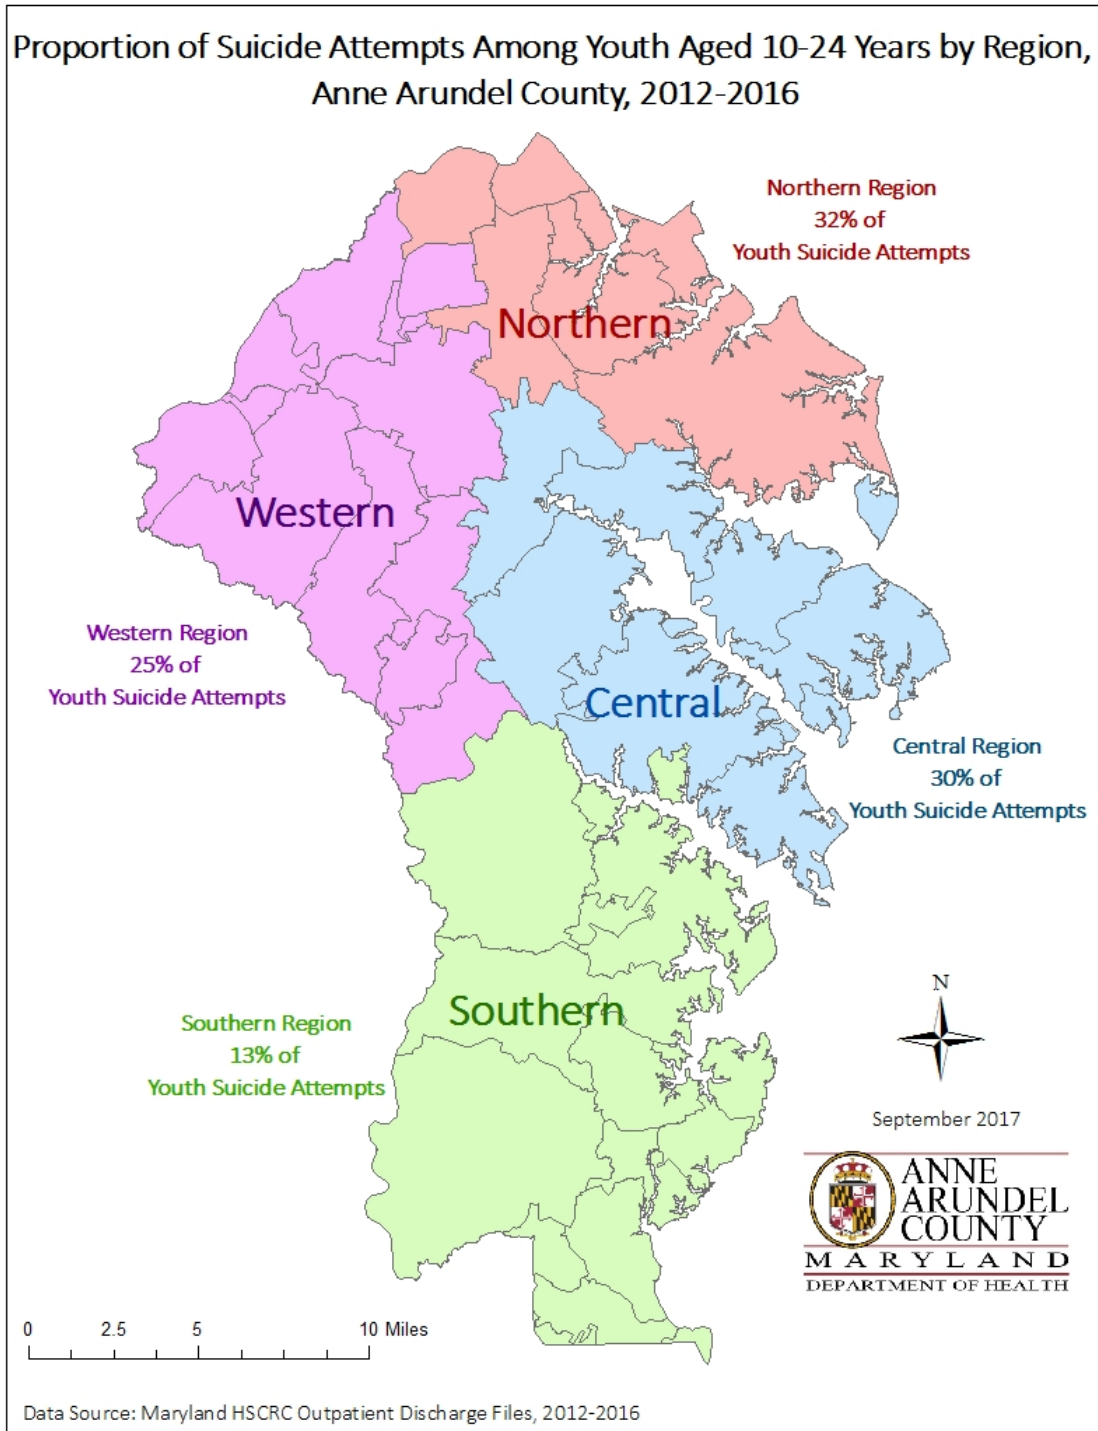 Proportion of Suicide Attempts Among Youth Aged 10-24 Years by Region,
Anne Arundel County, 2012-2016
Northern Region
32% of
Youth Suicide Attempts
Northern
Western
Western Region
25% of
Youth Suicide Attempts
Central
Central Region
30% of
Youth Suicide Attempts
Southern
Southern Region
13% of
Youth Suicide Attempts
N
September 2017
ANNE
ARUNDEL
COUNTY
MARYLAND
DEPARTMENT OF HEALTH
0 2.5 5 10 Miles
Data Source: Maryland HSCRC Outpatient Discharge Files, 2012-2016